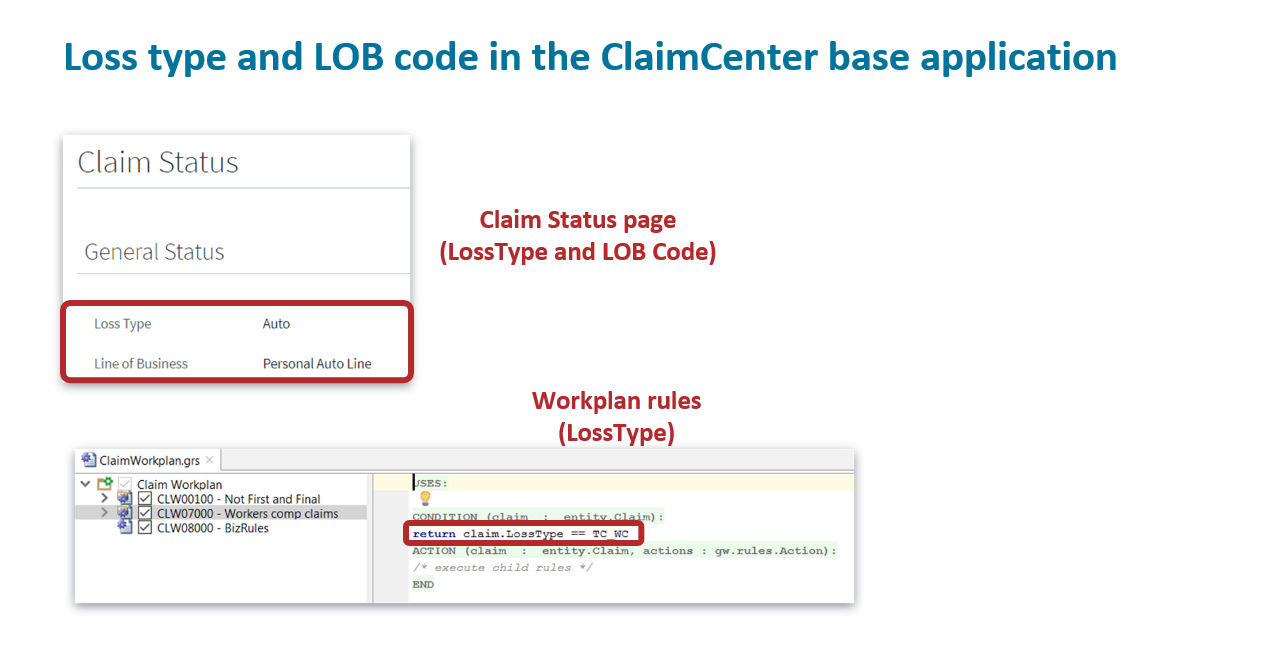 Loss type and LOB code in the ClaimCenter base application
Claim Status
General Status
Loss Type Auto
Line of Business Personal Auto Line
Claim Status page
(LossType and LOB Code)
Workplan rules
(LossType)
ClaimWorkplan.grs
Claim Workplan
CLW00100 - Not First and Final
CLW07000 - Workers comp claims
CLW08000 - BizRules
USES:
CONDITION (claim : entity.Claim):
return claim.LossType == TC_WC
ACTION (claim : entity.Claim, actions : gw.rules.Action):
/* execute child rules */
END